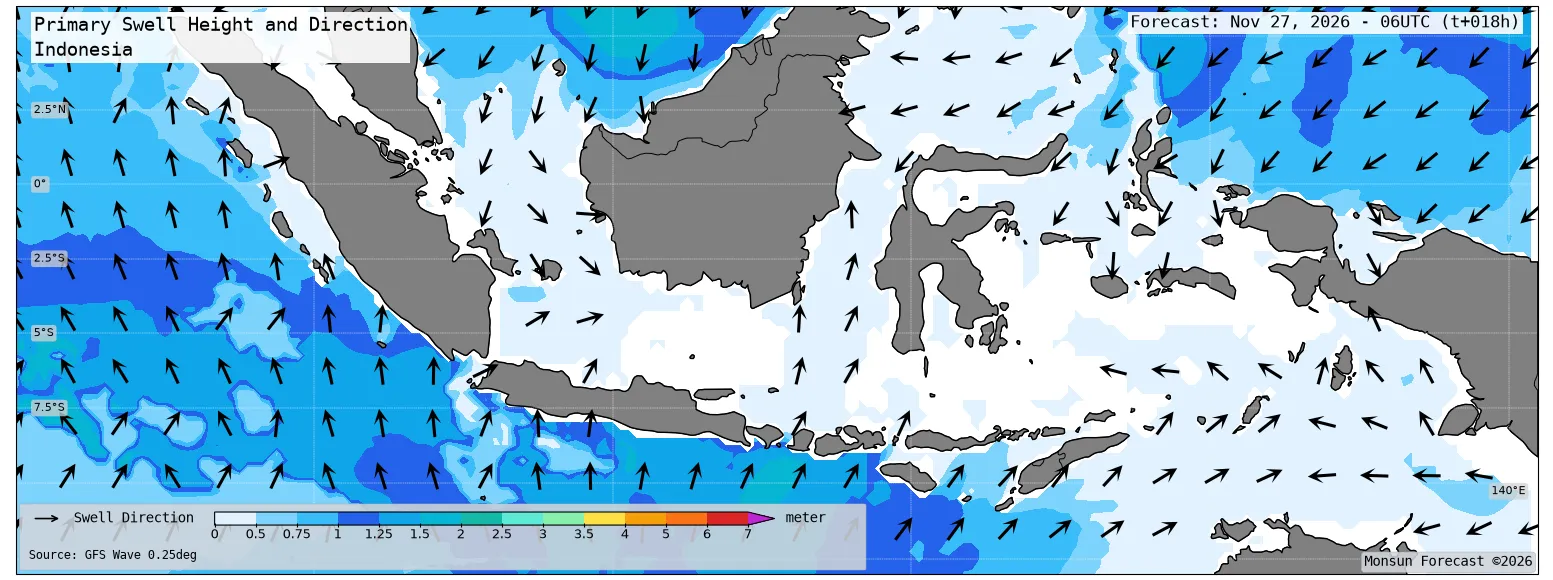 Primary Swell Height and Direction
Indonesia
Forecast: Nov 27, 2026 - 06UTC (t+018h)
2.5°N
0°
2.5°S
5°S
7.5°S
140°E
Swell Direction
meter
0 0.5 0.75 1 1.25 1.5 2 2.5 3 3.5 4 5 6 7
Source: GFS Wave 0.25deg
Monsun Forecast ©2026